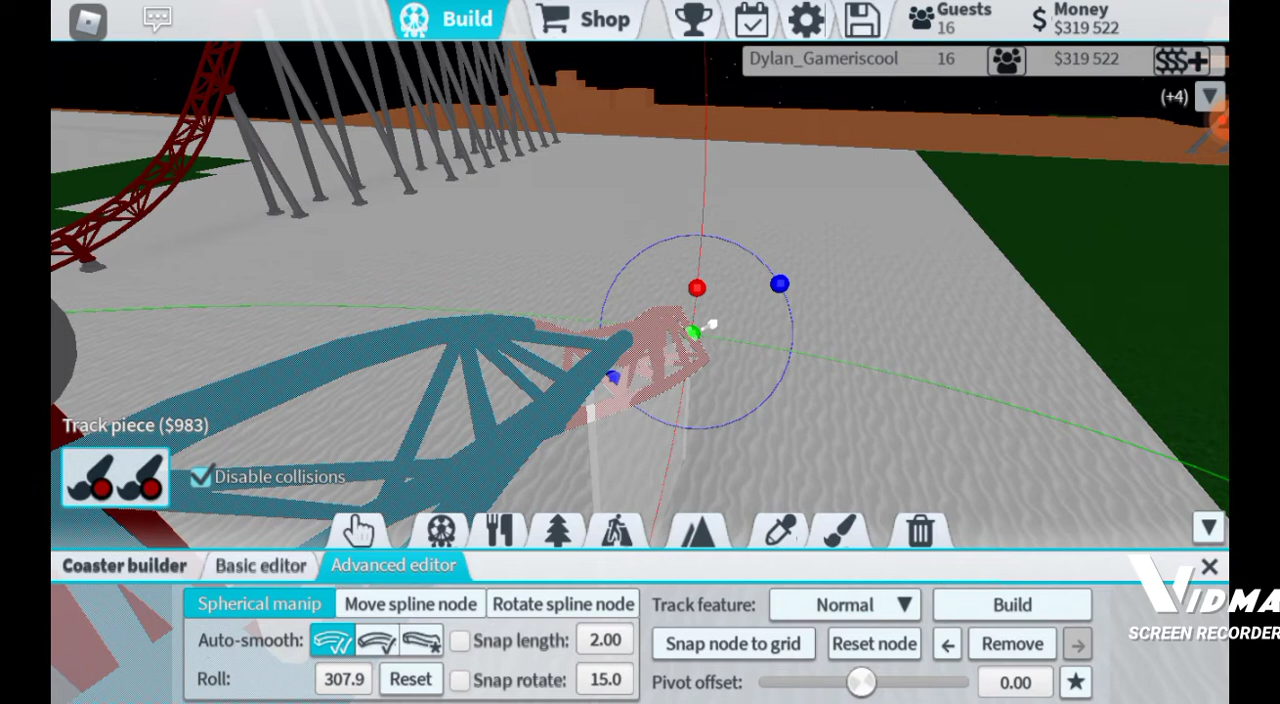 Build
Shop
Guests
16
Money
$319 522
Dylan_Gameriscool 16 $319 522
(+4)
Track piece ($983)
Disable collisions
Coaster builder Basic editor Advanced editor
Spherical manip Move spline node Rotate spline node Track feature: Normal Build
Auto-smooth: Snap length: 2.00 Snap node to grid Reset node Remove
Roll: 307.9 Reset Snap rotate: 15.0 Pivot offset: 0.00
VIDMA
SCREEN RECORDER